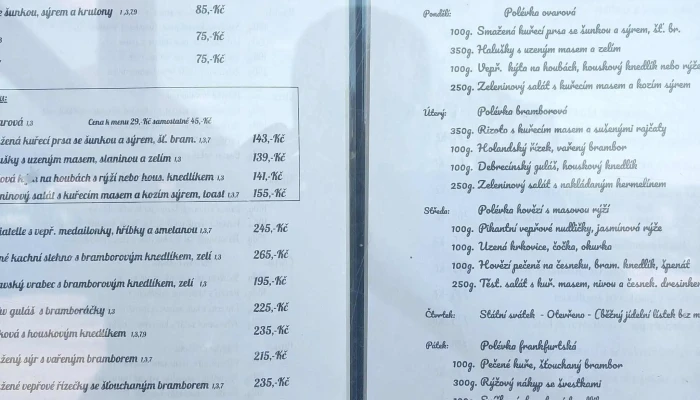 šunkou, sýrem a krutony 1,3,7,9 85,-Kč
75,-Kč
75,-Kč
1,3 Cena k menu 29,-Kč samostatně 45,-Kč
kuřecí prsa se šunkou a sýrem, šť. bram. 1,3,7 143,-Kč
s uzeným masem, slaninou a zelím 1,3 139,-Kč
na houbách s rýží nebo hous. knedlíkem 1,3 141,-Kč
salát s kuřecím masem a kozím sýrem, toast 1,3,7 155,-Kč
s vepř. medailonky, hříbky a smetanou 1,3,7 245,-Kč
kachní stehno s bramborovým knedlíkem, zelí 1,3 265,-Kč
vrabec s bramborovým knedlíkem, zelí 1,3 195,-Kč
guláš s bramboráčky 1,3 225,-Kč
s houskovým knedlíkem 1,3,7,9 235,-Kč
sýr s vařeným bramborem 1,3,7 215,-Kč
vepřové řízečky se šťouchaným bramborem 1,3,7 235,-Kč
Pondělí: Polévka ovarová
100g. Smažená kuřecí prsa se šunkou a sýrem, šť. br.
350g. Halušky s uzeným masem a zelím
100g. Vepř. kýta na houbách, houskový knedlík nebo rýže
250g. Zeleninový salát s kuřecím masem a kozím sýrem
Úterý: Polévka bramborová
350g. Rizoto s kuřecím masem a sušenými rajčaty
100g. Holandský řízek, vařený brambor
100g. Debrecínský guláš, houskový knedlík
250g. Zeleninový salát s nakládaným hermelínem
Středa: Polévka hovězí s masovou rýží
100g. Pikantní vepřové nudličky, jasmínová rýže
100g. Uzená krkovice, čočka, okurka
100g. Hovězí pečeně na česneku, bram. knedlík, špenát
250g. Těst. salát s kuř. masem, nivou a česnek.
Čtvrtek: Státní svátek - Otevřeno - (běžný jídelní lístek bez
Pátek: Polévka frankfurtská
100g. Pečené kuře, šťouchaný brambor
300g. Rýžový nákyp se švestkami